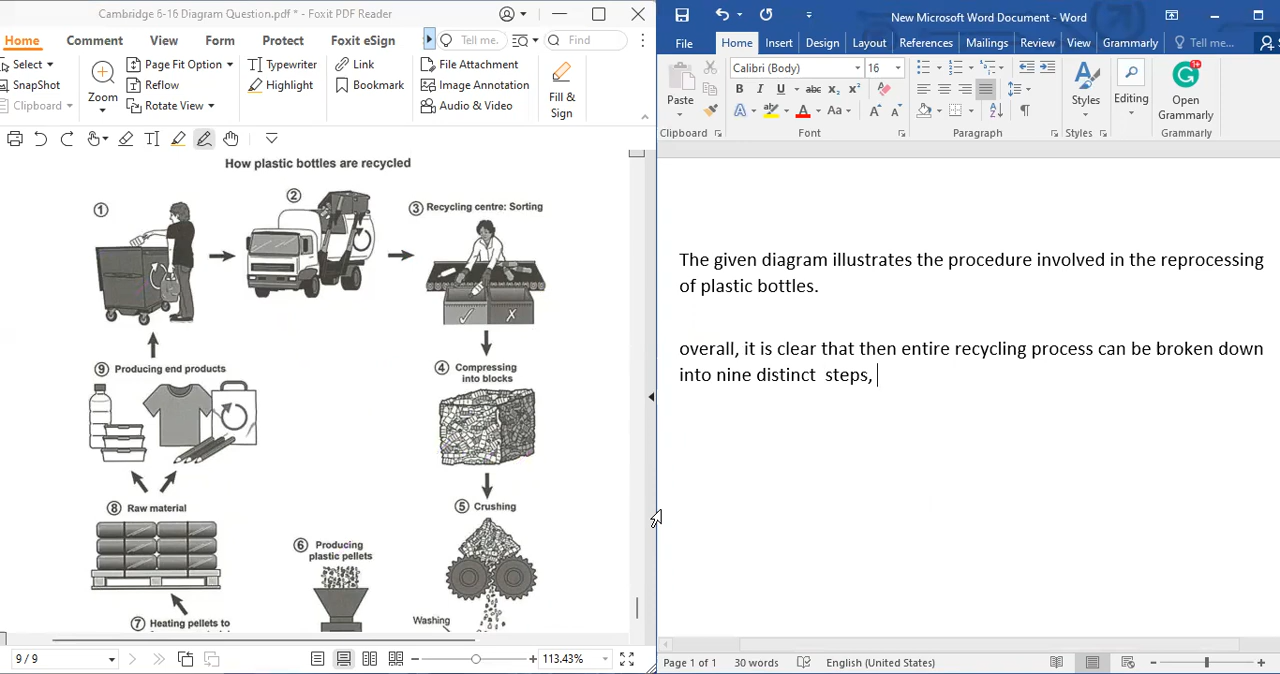 Cambridge 6-16 Diagram Question.pdf * - Foxit PDF Reader
Home Comment View Form Protect Foxit eSign Tell me. Find
Select
SnapShot
Clipboard
Zoom
Page Fit Option
Reflow
Rotate View
Typewriter
Highlight
Link
Bookmark
File Attachment
Image Annotation
Audio & Video
Fill &
Sign
How plastic bottles are recycled
1
2
3 Recycling centre: Sorting
4 Compressing
into blocks
5 Crushing
6 Producing
plastic pellets
Washing
7 Heating pellets to
8 Raw material
9 Producing end products
9 / 9
113.43%
New Microsoft Word Document - Word
File Home Insert Design Layout References Mailings Review View Grammarly Tell me...
Paste
Calibri (Body) 16
B I U abc x₂ x²
A A Aa A A
Styles
Editing
Open
Grammarly
Clipboard Font Paragraph Styles Grammarly
The given diagram illustrates the procedure involved in the reprocessing
of plastic bottles.
overall, it is clear that then entire recycling process can be broken down
into nine distinct  steps,
Page 1 of 1 30 words English (United States)